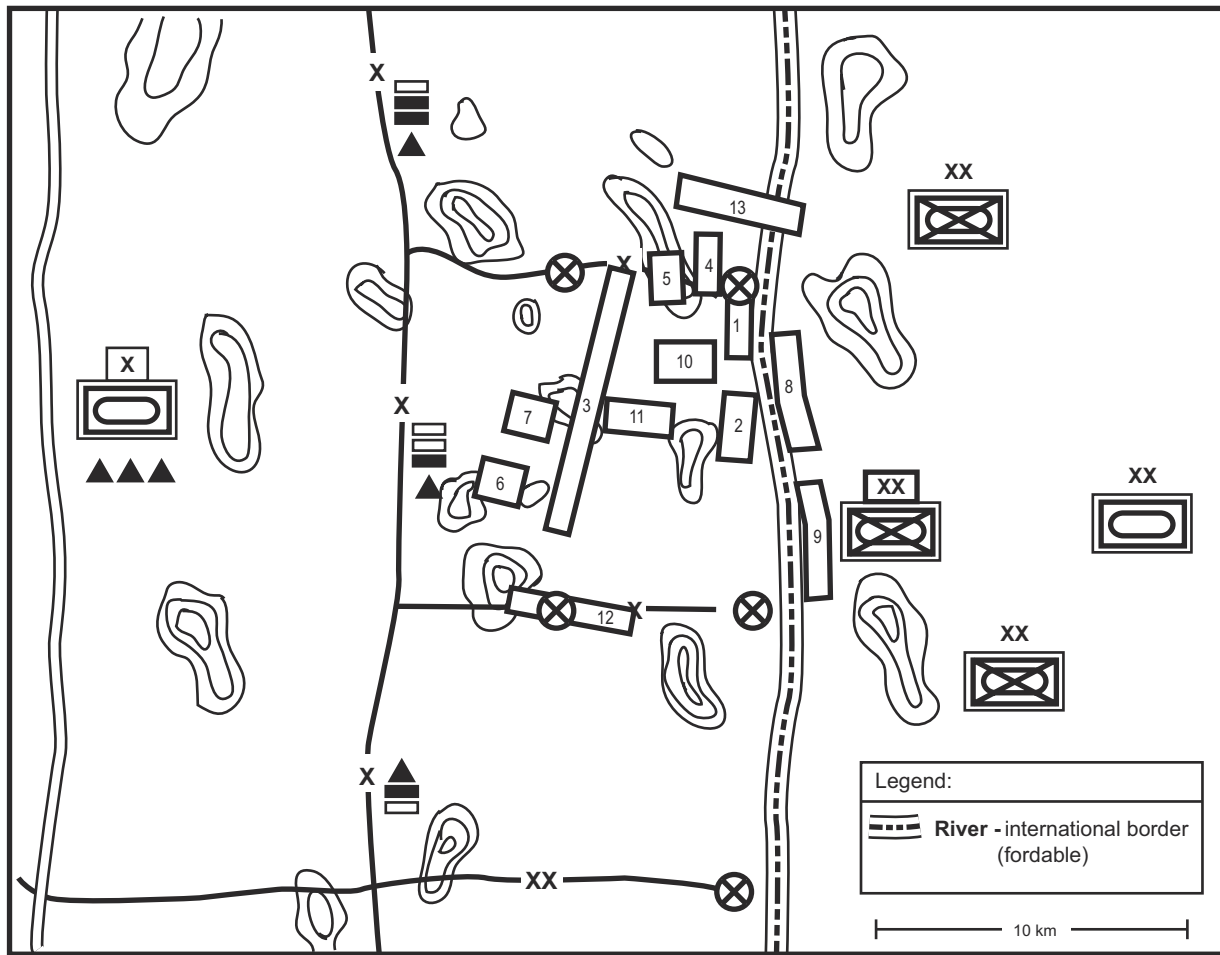 X
XX
13
X
5
4
1
10
X
8
X
3
11
2
7
6
XX
XX
9
12
X
XX
X
Legend:
River - international border
(fordable)
XX
10 km